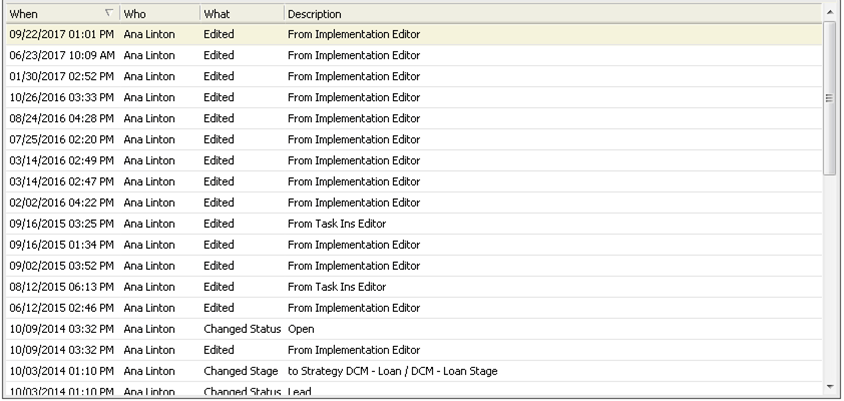 When Who What Description
09/22/2017 01:01 PM Ana Linton Edited From Implementation Editor
06/23/2017 10:09 AM Ana Linton Edited From Implementation Editor
01/30/2017 02:52 PM Ana Linton Edited From Implementation Editor
10/26/2016 03:33 PM Ana Linton Edited From Implementation Editor
08/24/2016 04:28 PM Ana Linton Edited From Implementation Editor
07/25/2016 02:20 PM Ana Linton Edited From Implementation Editor
03/14/2016 02:49 PM Ana Linton Edited From Implementation Editor
03/14/2016 02:47 PM Ana Linton Edited From Implementation Editor
02/02/2016 04:22 PM Ana Linton Edited From Implementation Editor
09/16/2015 03:25 PM Ana Linton Edited From Task Ins Editor
09/16/2015 01:34 PM Ana Linton Edited From Implementation Editor
09/02/2015 03:52 PM Ana Linton Edited From Implementation Editor
08/12/2015 06:13 PM Ana Linton Edited From Task Ins Editor
06/12/2015 02:46 PM Ana Linton Edited From Implementation Editor
10/09/2014 03:32 PM Ana Linton Changed Status Open
10/09/2014 03:32 PM Ana Linton Edited From Implementation Editor
10/03/2014 01:10 PM Ana Linton Changed Stage to Strategy DCM - Loan / DCM - Loan Stage
10/03/2014 01:10 PM Ana Linton Changed Status Lead